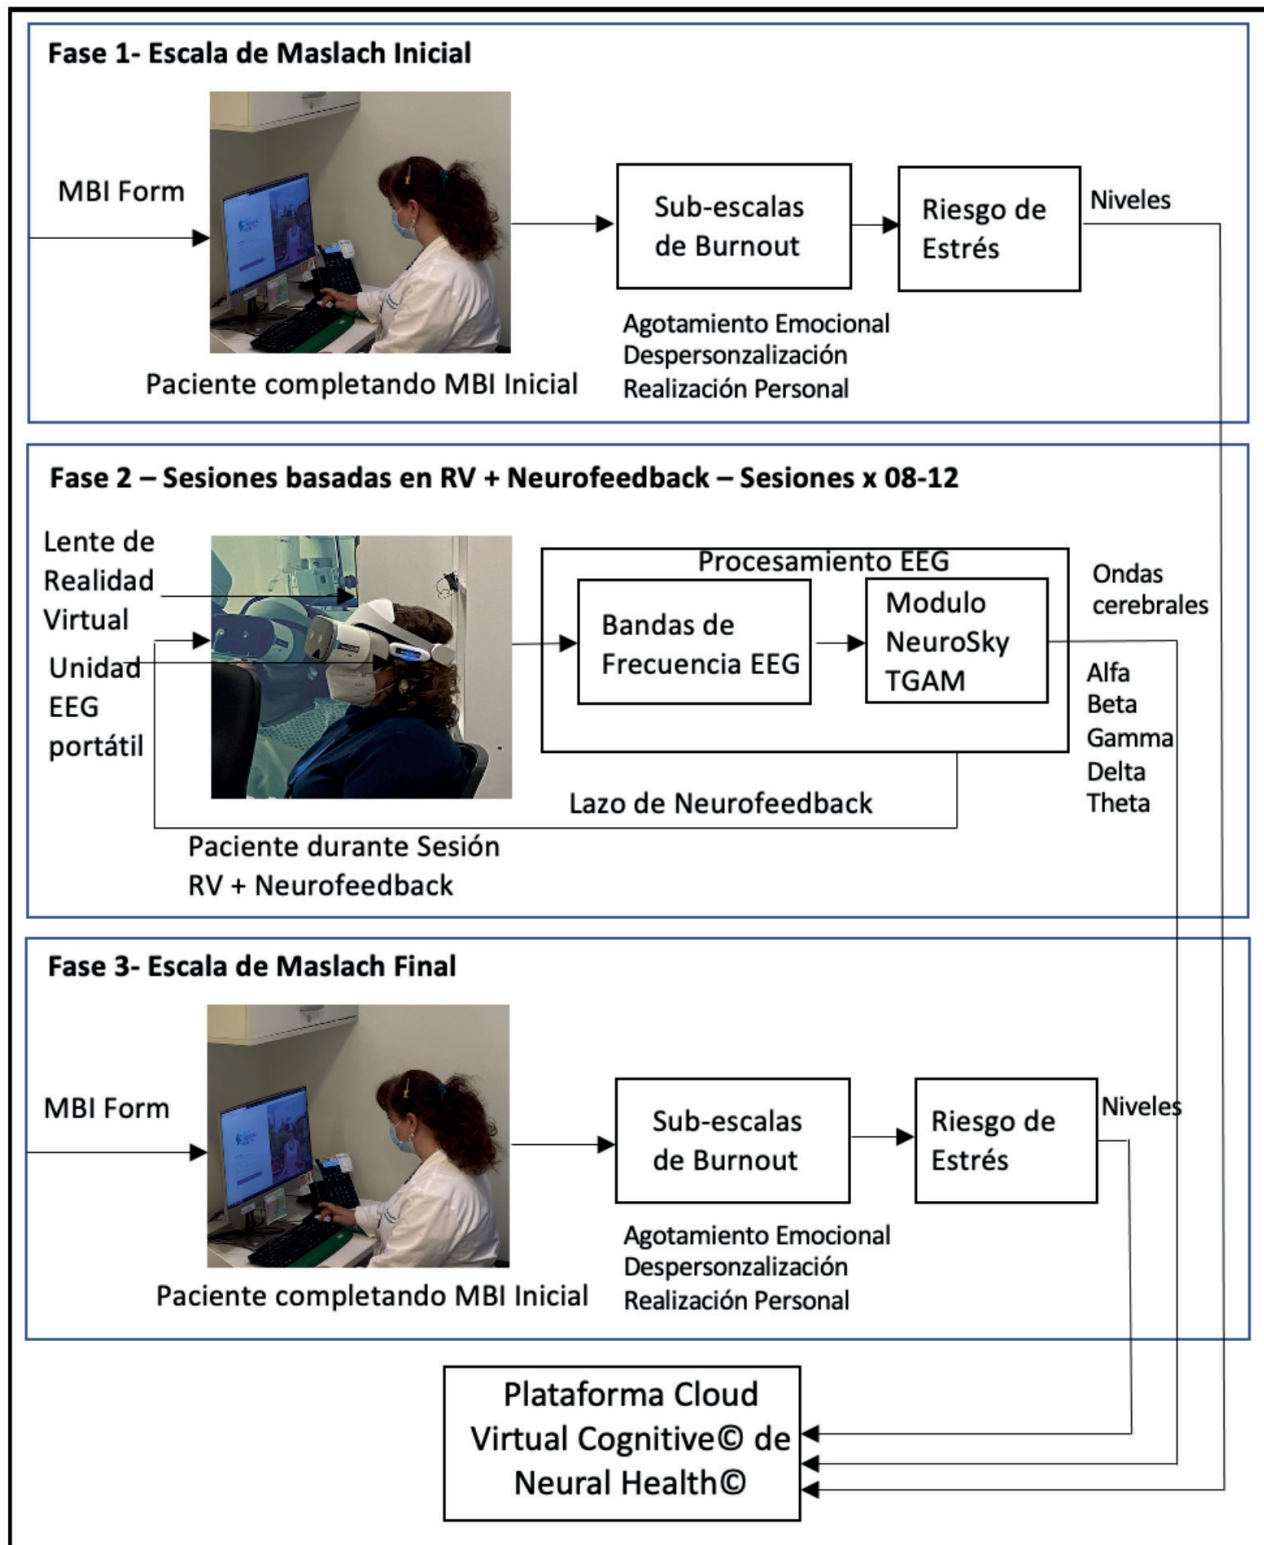 Fase 1- Escala de Maslach Inicial
MBI Form
Sub-escalas
de Burnout
Riesgo de
Estrés
Niveles
Agotamiento Emocional
Despersonzalización
Realización Personal
Paciente completando MBI Inicial
Fase 2 – Sesiones basadas en RV + Neurofeedback – Sesiones x 08-12
Lente de
Realidad
Virtual
Unidad
EEG
portátil
Procesamiento EEG
Bandas de
Frecuencia EEG
Modulo
NeuroSky
TGAM
Ondas
cerebrales
Alfa
Beta
Gamma
Delta
Theta
Lazo de Neurofeedback
Paciente durante Sesión
RV + Neurofeedback
Fase 3- Escala de Maslach Final
MBI Form
Sub-escalas
de Burnout
Riesgo de
Estrés
Niveles
Agotamiento Emocional
Despersonzalización
Realización Personal
Paciente completando MBI Inicial
Plataforma Cloud
Virtual Cognitive© de
Neural Health©